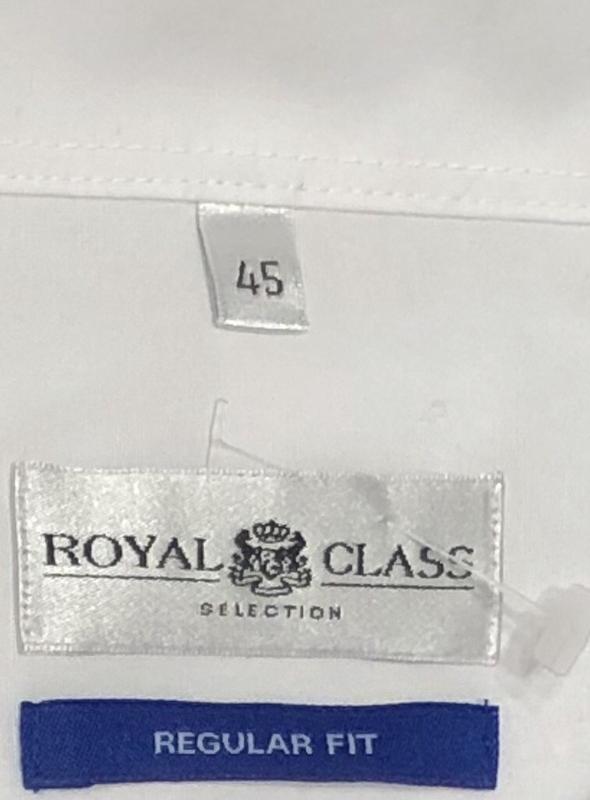 45
ROYAL CLASS
SELECTION
REGULAR FIT